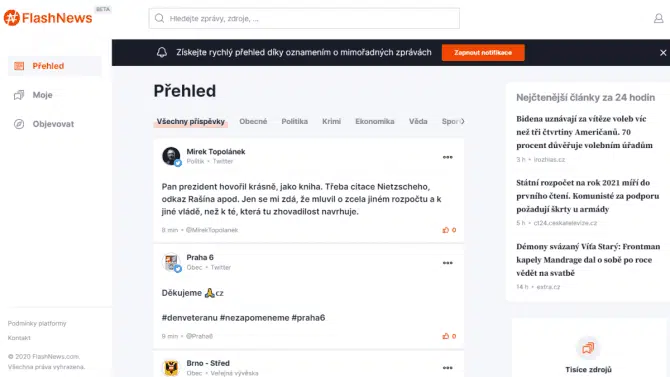 FlashNews
BETA
Hledejte zprávy, zdroje, ...
Získejte rychlý přehled díky oznamením o mimořádných zprávách
Zapnout notifikace
Přehled
Moje
Objevovat
Přehled
Všechny příspěvky Obecné Politika Krimi Ekonomika Věda Spor
Mirek Topolánek
Politik • Twitter
Pan prezident hovořil krásně, jako kniha. Třeba citace Nietzscheho,
odkaz Rašína apod. Jen se mi zdá, že mluvil o zcela jiném rozpočtu a k
jiné vládě, než k té, která tu zhovadilost navrhuje.
8 min • @MirekTopolanek
0
Praha 6
Obec • Twitter
Děkujeme 🙏cz
#denveteranu #nezapomeneme #praha6
9 min • @Praha6
0
Brno - Střed
Obec • Veřejná vývěska
Nejčtenější články za 24 hodin
Bidena uznávají za vítěze voleb víc
než tři čtvrtiny Američanů. 70
procent důvěřuje volebním úřadům
3 h • irozhlas.cz
Státní rozpočet na rok 2021 míří do
prvního čtení. Komunisté za podporu
požadují škrty u armády
5 h • ct24.ceskatelevize.cz
Démony svázaný Víťa Starý: Frontman
kapely Mandrage dal o sobě po roce
vědět na svatbě
14 h • extra.cz
Tisíce zdrojů
Podmínky platformy
Kontakt
© 2020 FlashNews.com.
Všechna práva vyhrazena.